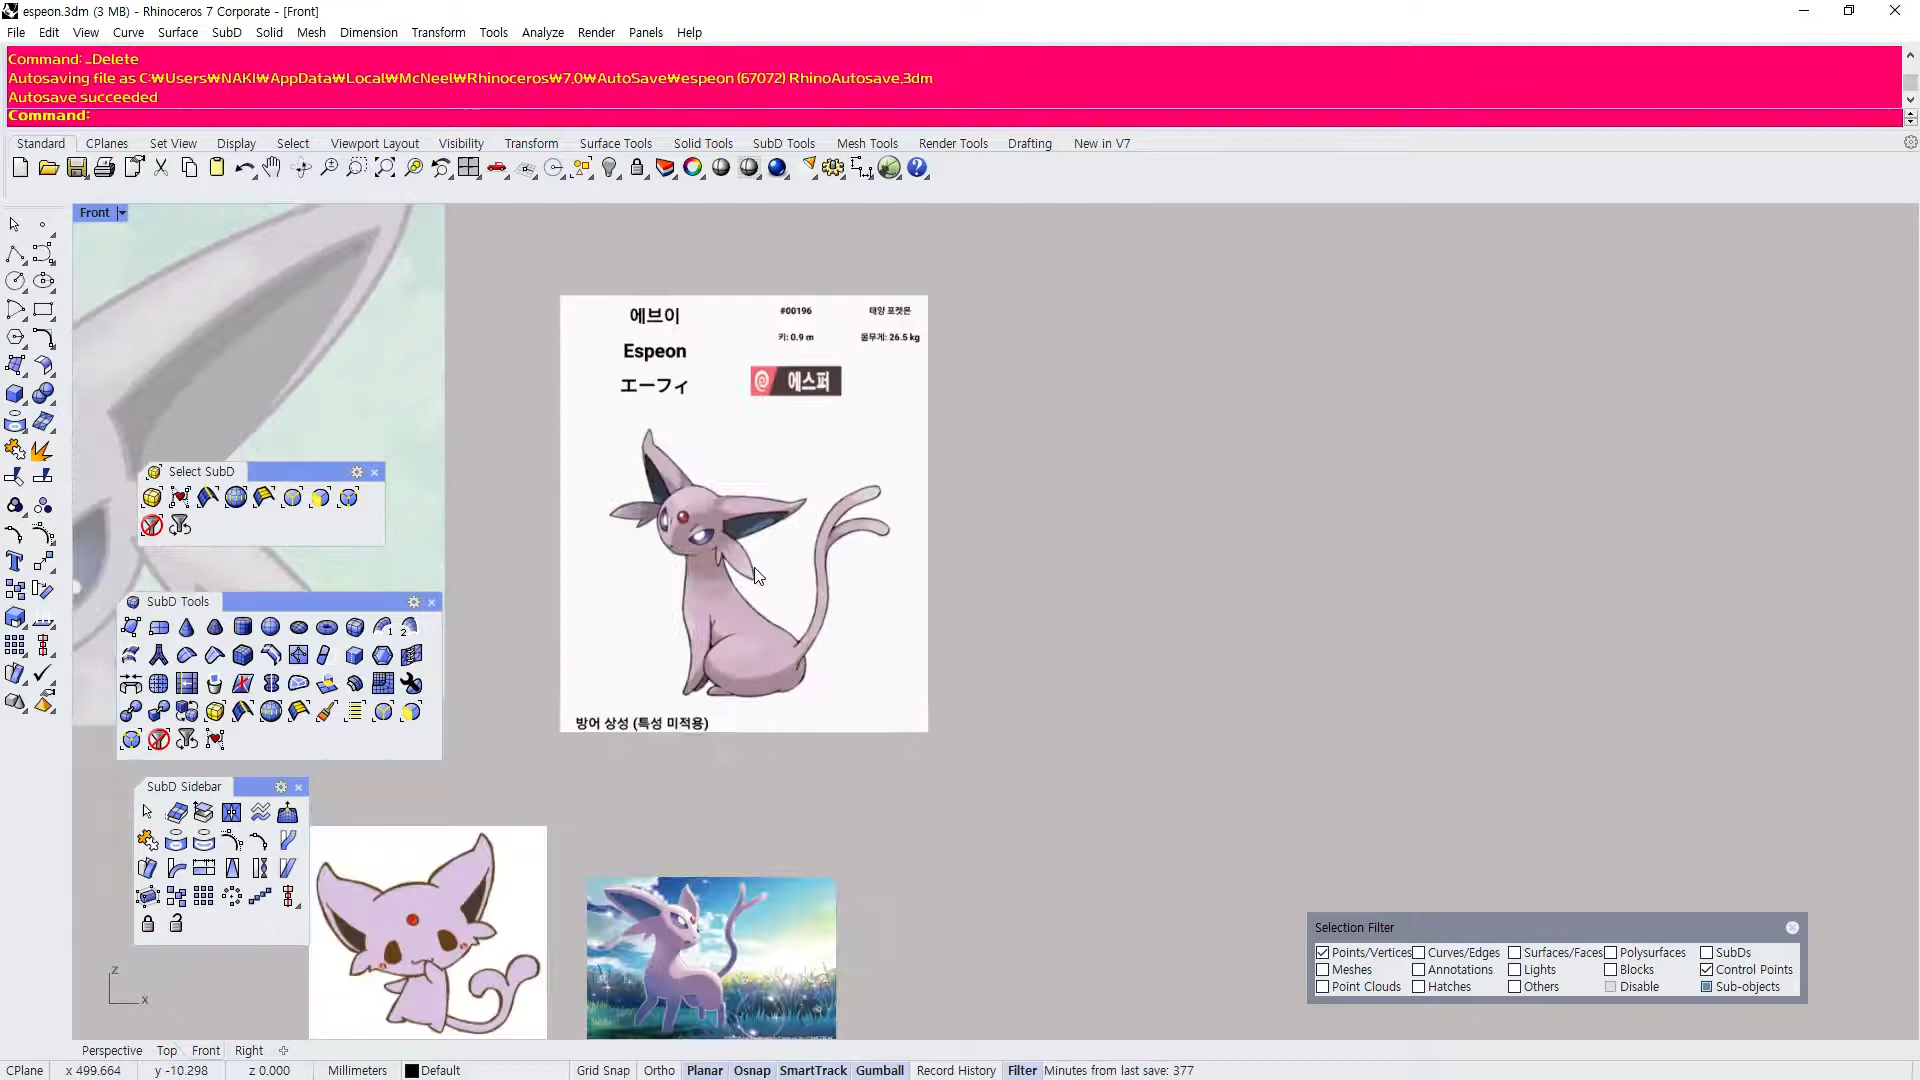 espeon.3dm (3 MB) - Rhinoceros 7 Corporate - [Front]
File Edit View Curve Surface SubD Solid Mesh Dimension Transform Tools Analyze Render Panels Help
Command: _Delete
Autosaving file as C:₩Users₩NAKI₩AppData₩Local₩McNeel₩Rhinoceros₩7.0₩AutoSave₩espeon (67072) RhinoAutosave.3dm
Autosave succeeded
Command:
Standard CPlanes Set View Display Select Viewport Layout Visibility Transform Surface Tools Solid Tools SubD Tools Mesh Tools Render Tools Drafting New in V7
Front
에브이
#00196
태양 포켓몬
키: 0.9 m
몸무게: 26.5 kg
Espeon
エーフィ
에스퍼
Select SubD
SubD Tools
1 2
방어 상성 (특성 미적용)
SubD Sidebar
Selection Filter
Points/Vertices Curves/Edges Surfaces/Faces Polysurfaces SubDs
Meshes Annotations Lights Blocks Control Points
Point Clouds Hatches Others Disable Sub-objects
z
x
Perspective Top Front Right
CPlane x 499.664 y -10.298 z 0.000 Millimeters Default Grid Snap Ortho Planar Osnap SmartTrack Gumball Record History Filter Minutes from last save: 377